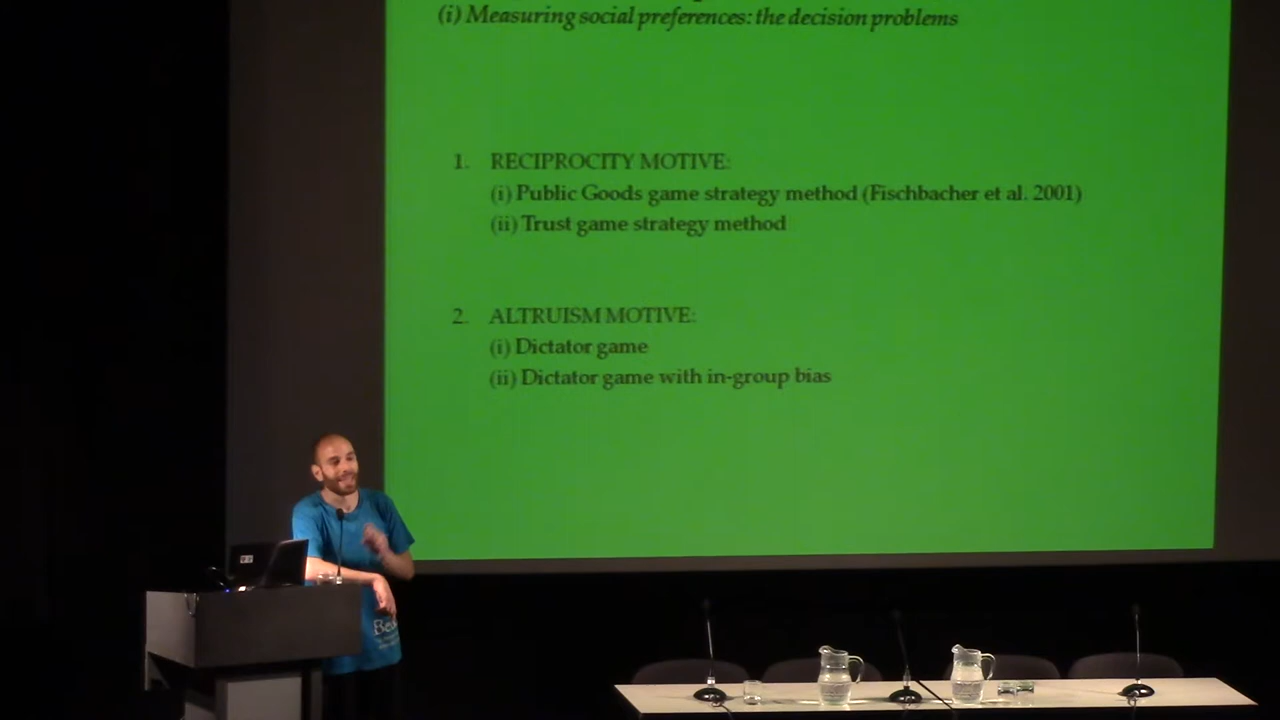 (i) Measuring social preferences: the decision problems
1. RECIPROCITY MOTIVE:
(i) Public Goods game strategy method (Fischbacher et al. 2001)
(ii) Trust game strategy method
2. ALTRUISM MOTIVE:
(i) Dictator game
(ii) Dictator game with in-group bias